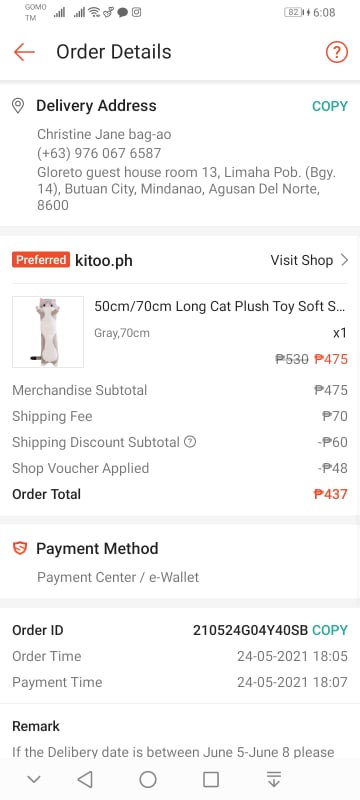 GOMO
TM
82 6:08
Order Details
Delivery Address COPY
Christine Jane bag-ao
(+63) 976 067 6587
Gloreto guest house room 13, Limaha Pob. (Bgy.
14), Butuan City, Mindanao, Agusan Del Norte,
8600
Preferred kitoo.ph Visit Shop
50cm/70cm Long Cat Plush Toy Soft S...
Gray,70cm x1
₱530 ₱475
Merchandise Subtotal ₱475
Shipping Fee ₱70
Shipping Discount Subtotal ? -₱60
Shop Voucher Applied -₱48
Order Total ₱437
Payment Method
Payment Center / e-Wallet
Order ID 210524G04Y40SB COPY
Order Time 24-05-2021 18:05
Payment Time 24-05-2021 18:07
Remark
If the Delibery date is between June 5-June 8 please